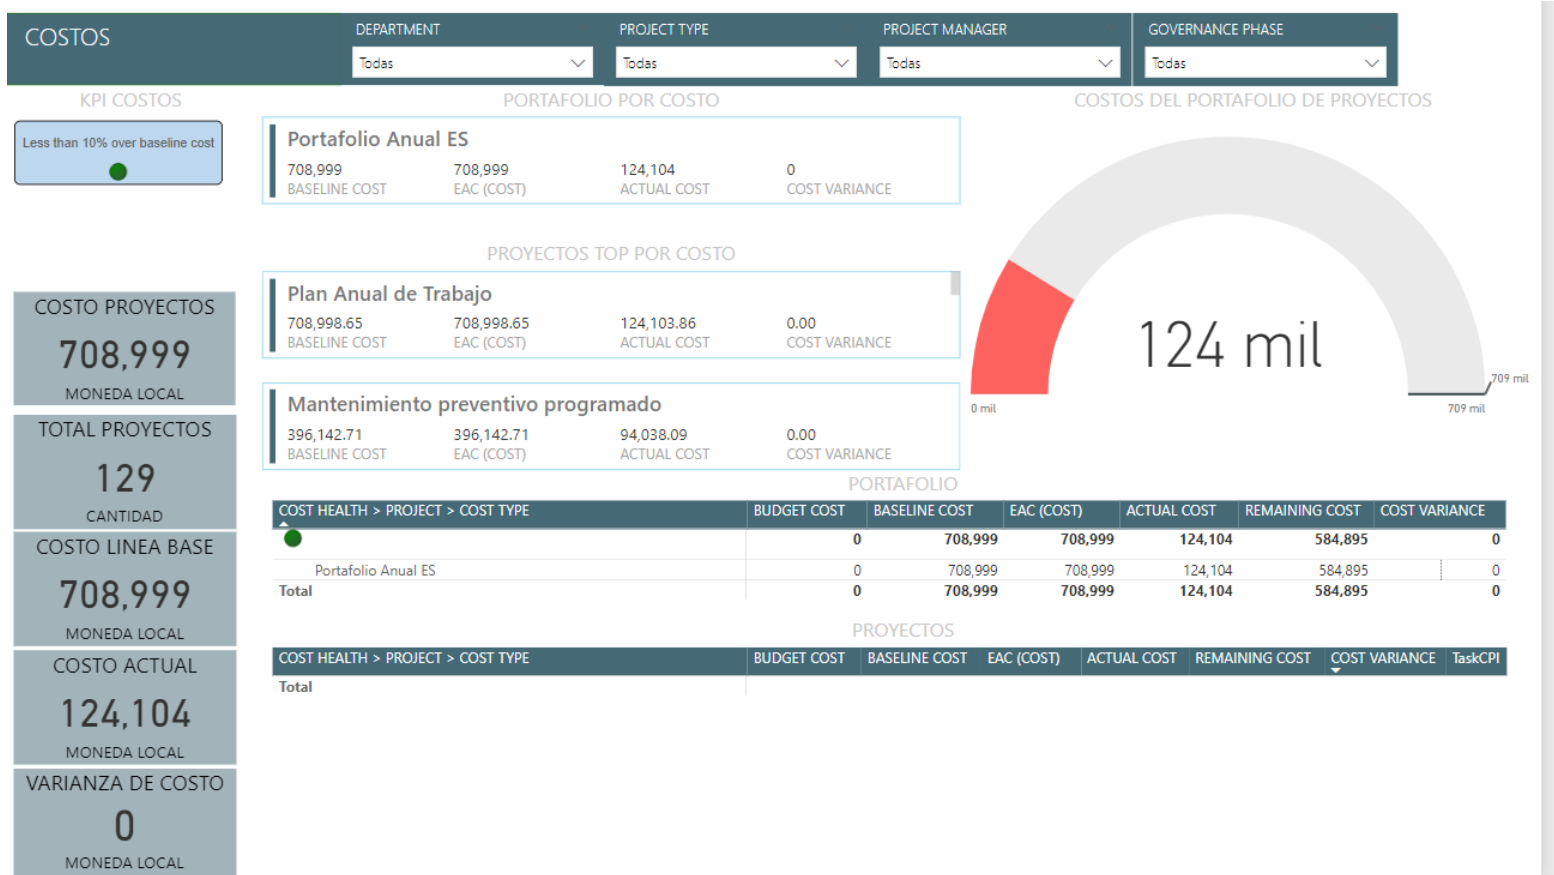 COSTOS
DEPARTMENT
Todas
PROJECT TYPE
Todas
PROJECT MANAGER
Todas
GOVERNANCE PHASE
Todas
KPI COSTOS
Less than 10% over baseline cost
COSTO PROYECTOS
708,999
MONEDA LOCAL
TOTAL PROYECTOS
129
CANTIDAD
COSTO LINEA BASE
708,999
MONEDA LOCAL
COSTO ACTUAL
124,104
MONEDA LOCAL
VARIANZA DE COSTO
0
MONEDA LOCAL
PORTAFOLIO POR COSTO
Portafolio Anual ES
708,999 708,999 124,104 0
BASELINE COST EAC (COST) ACTUAL COST COST VARIANCE
PROYECTOS TOP POR COSTO
Plan Anual de Trabajo
708,998.65 708,998.65 124,103.86 0.00
BASELINE COST EAC (COST) ACTUAL COST COST VARIANCE
Mantenimiento preventivo programado
396,142.71 396,142.71 94,038.09 0.00
BASELINE COST EAC (COST) ACTUAL COST COST VARIANCE
COSTOS DEL PORTAFOLIO DE PROYECTOS
124 mil
709 mil
0 mil
709 mil
PORTAFOLIO
COST HEALTH > PROJECT > COST TYPE BUDGET COST BASELINE COST EAC (COST) ACTUAL COST REMAINING COST COST VARIANCE
0 708,999 708,999 124,104 584,895 0
Portafolio Anual ES 0 708,999 708,999 124,104 584,895 0
Total 0 708,999 708,999 124,104 584,895 0
PROYECTOS
COST HEALTH > PROJECT > COST TYPE BUDGET COST BASELINE COST EAC (COST) ACTUAL COST REMAINING COST COST VARIANCE TaskCPI
Total